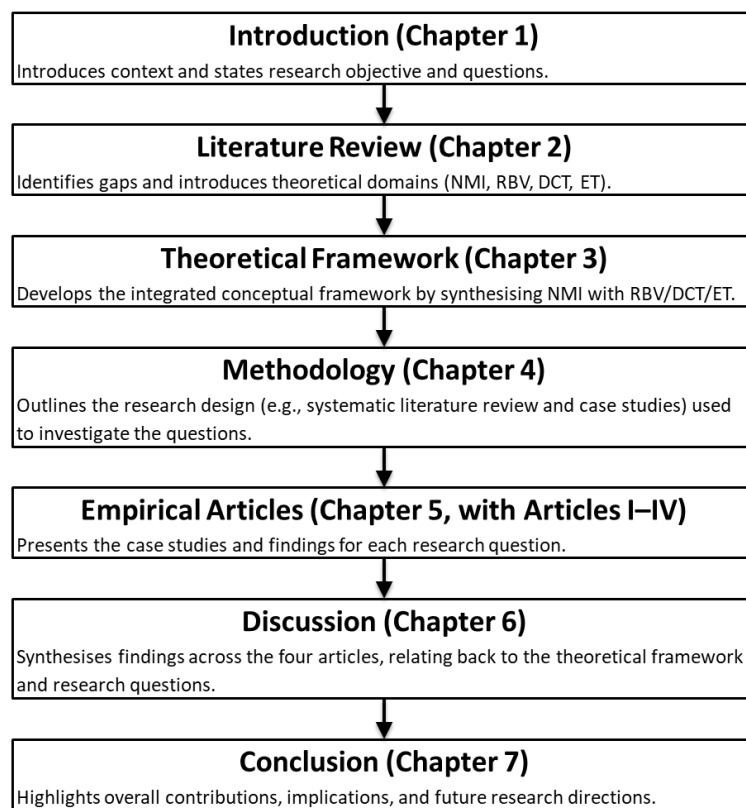 Introduction (Chapter 1)
Introduces context and states research objective and questions.
Literature Review (Chapter 2)
Identifies gaps and introduces theoretical domains (NMI, RBV, DCT, ET).
Theoretical Framework (Chapter 3)
Develops the integrated conceptual framework by synthesising NMI with RBV/DCT/ET.
Methodology (Chapter 4)
Outlines the research design (e.g., systematic literature review and case studies) used
to investigate the questions.
Empirical Articles (Chapter 5, with Articles I–IV)
Presents the case studies and findings for each research question.
Discussion (Chapter 6)
Synthesises findings across the four articles, relating back to the theoretical framework
and research questions.
Conclusion (Chapter 7)
Highlights overall contributions, implications, and future research directions.